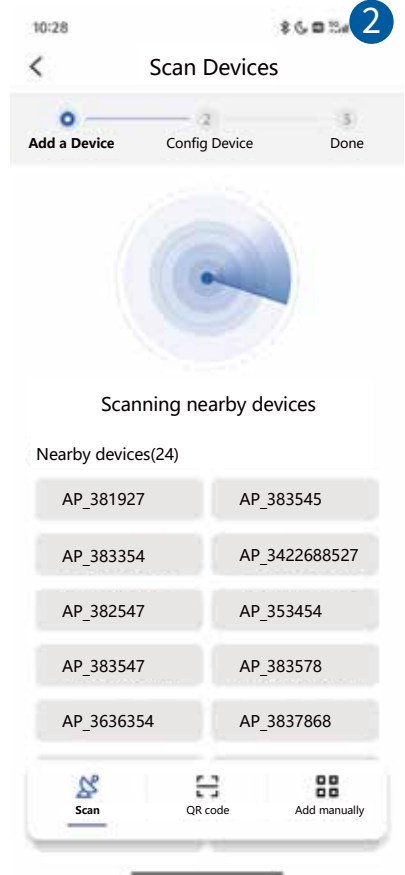 10:28
2
Scan Devices
2
3
Add a Device Config Device Done
Scanning nearby devices
Nearby devices(24)
AP_381927 AP_383545
AP_383354 AP_3422688527
AP_382547 AP_353454
AP_383547 AP_383578
AP_3636354 AP_3837868
Scan QR code Add manually